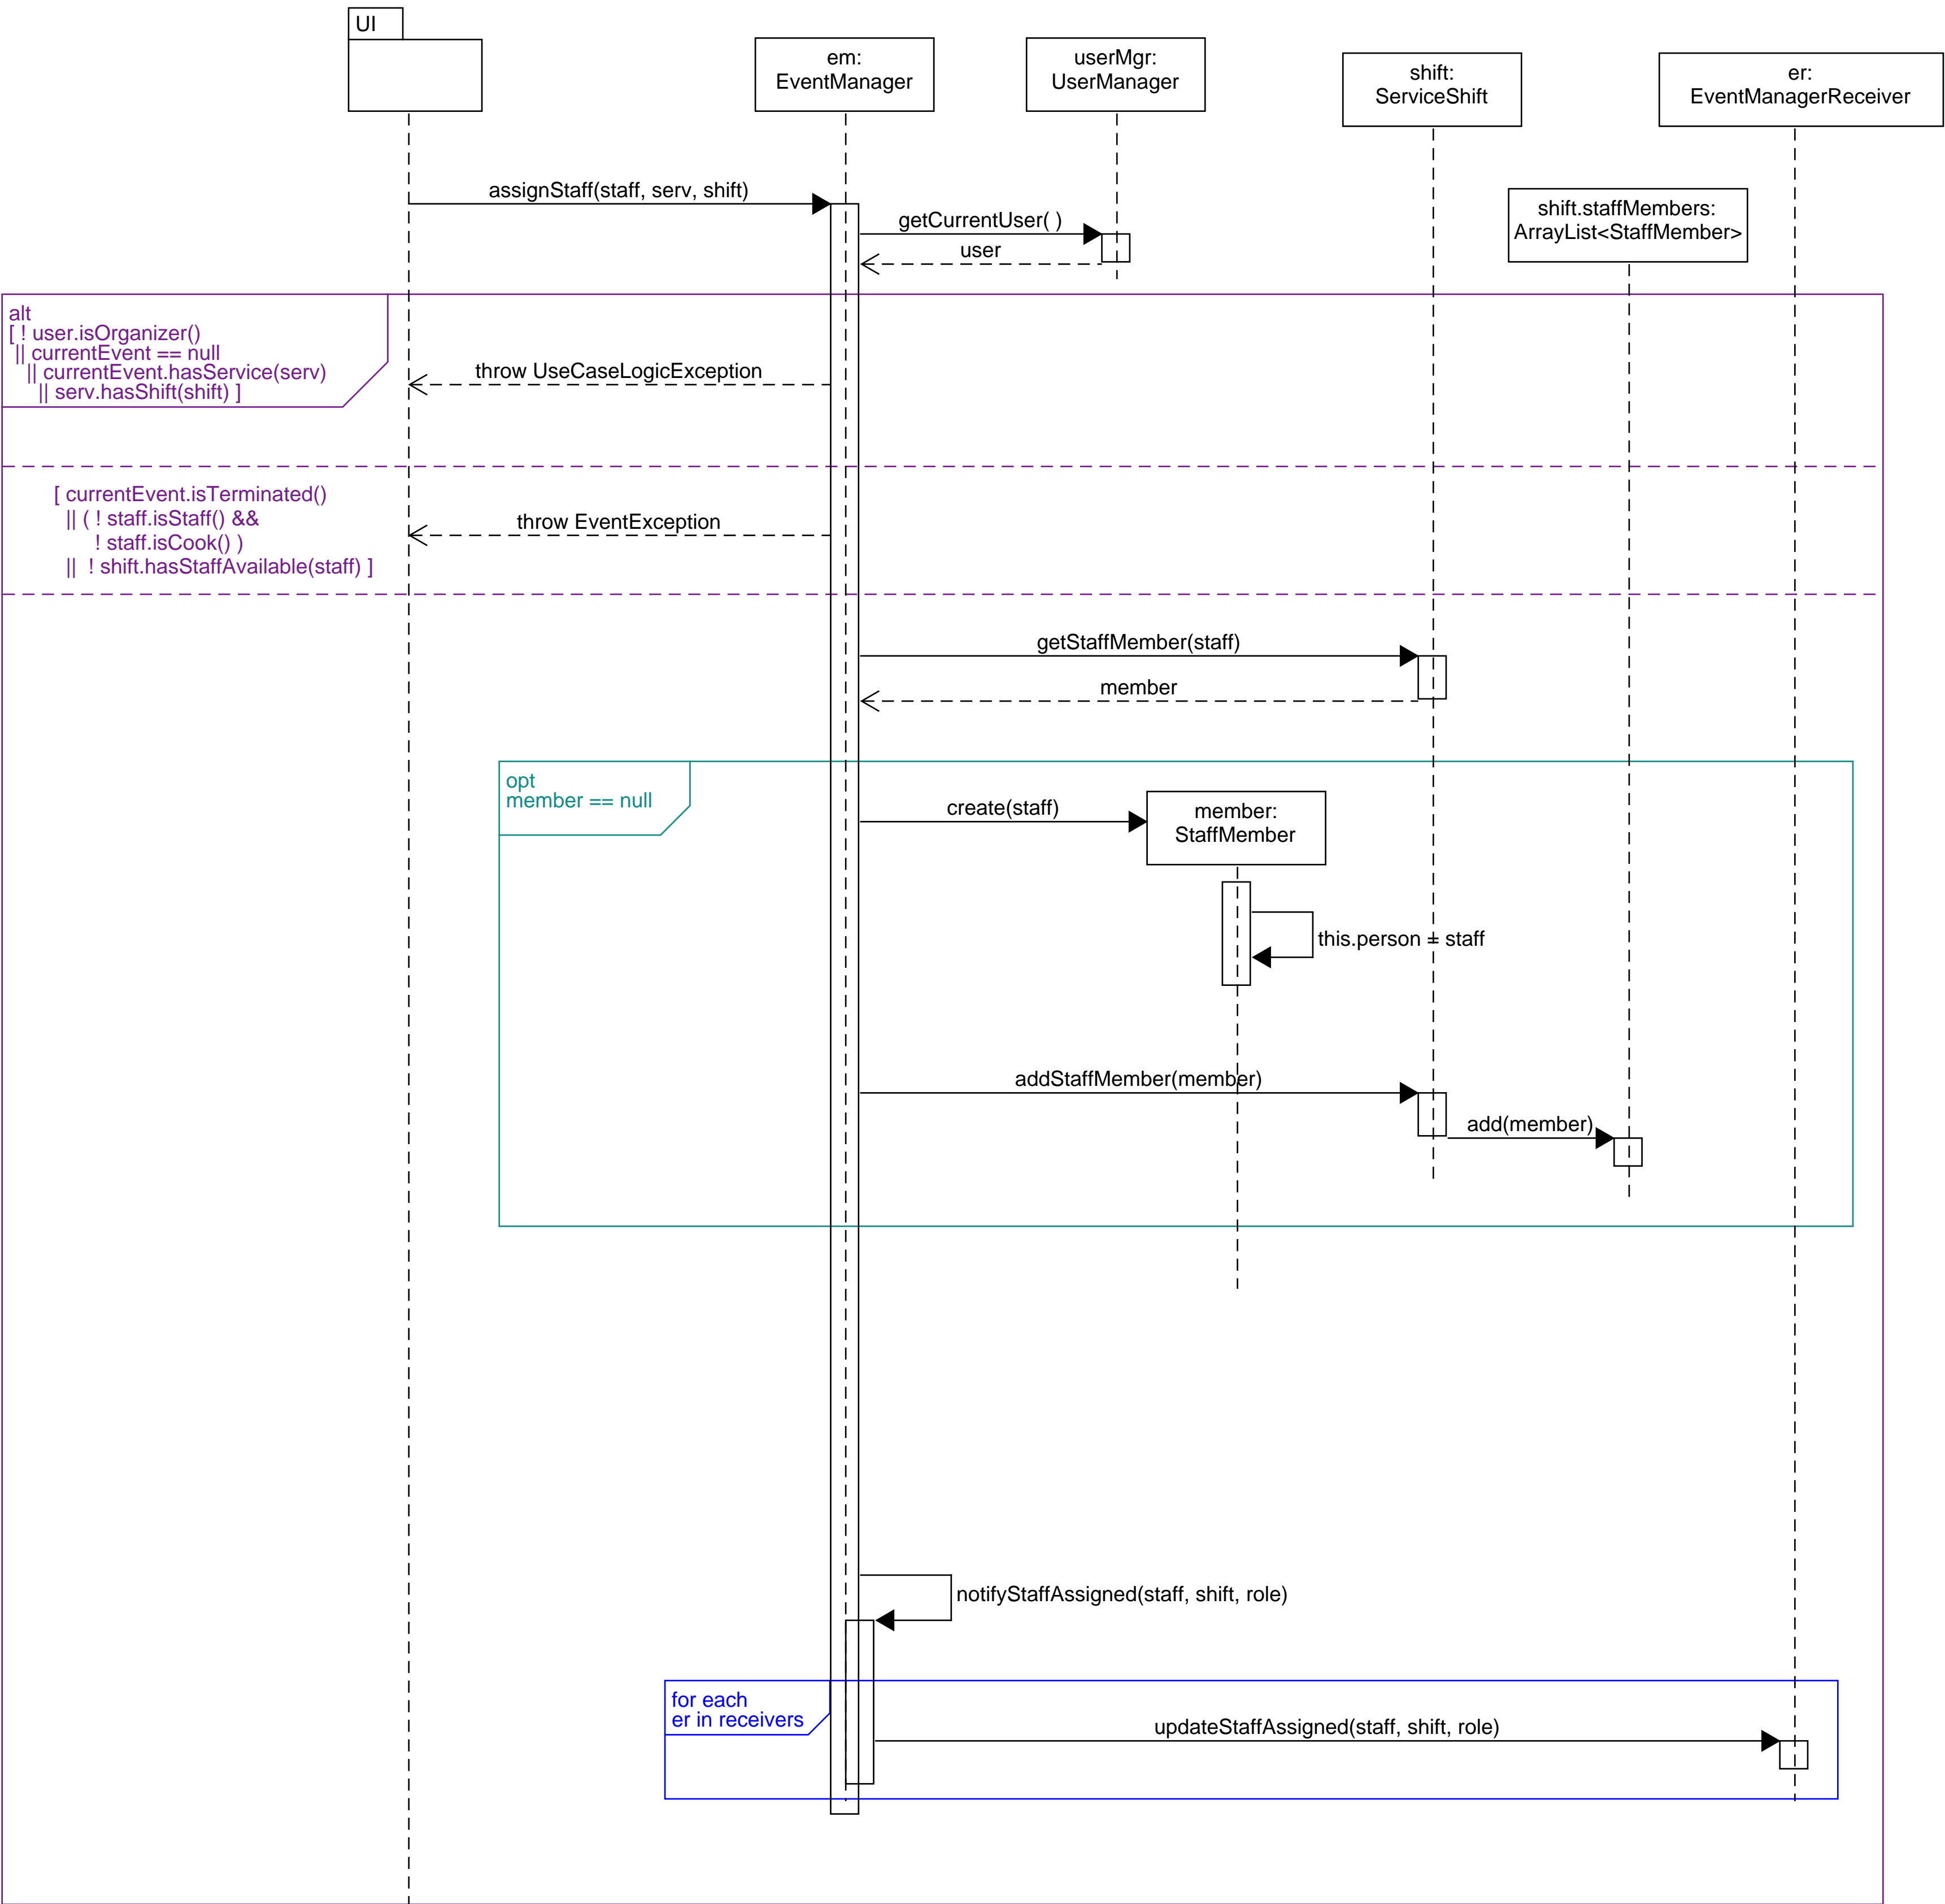 UI
em:
EventManager
userMgr:
UserManager
shift:
ServiceShift
er:
EventManagerReceiver
assignStaff(staff, serv, shift)
shift.staffMembers:
ArrayList<StaffMember>
getCurrentUser( )
user
alt
[ ! user.isOrganizer()
|| currentEvent == null
|| currentEvent.hasService(serv)
|| serv.hasShift(shift) ]
throw UseCaseLogicException
[ currentEvent.isTerminated()
|| ( ! staff.isStaff() &&
! staff.isCook() )
|| ! shift.hasStaffAvailable(staff) ]
throw EventException
getStaffMember(staff)
member
opt
member == null
create(staff)
member:
StaffMember
this.person = staff
addStaffMember(member)
add(member)
notifyStaffAssigned(staff, shift, role)
for each
er in receivers
updateStaffAssigned(staff, shift, role)